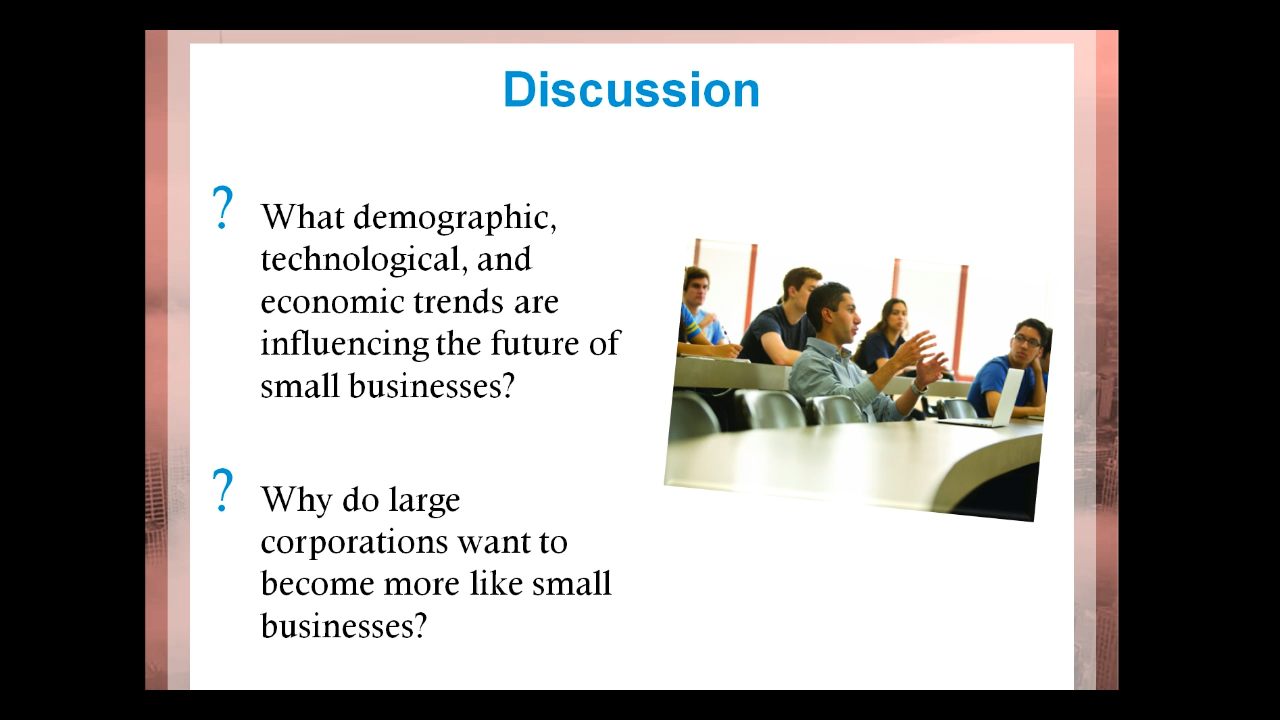 Discussion
? What demographic,
technological, and
economic trends are
influencing the future of
small businesses?
? Why do large
corporations want to
become more like small
businesses?